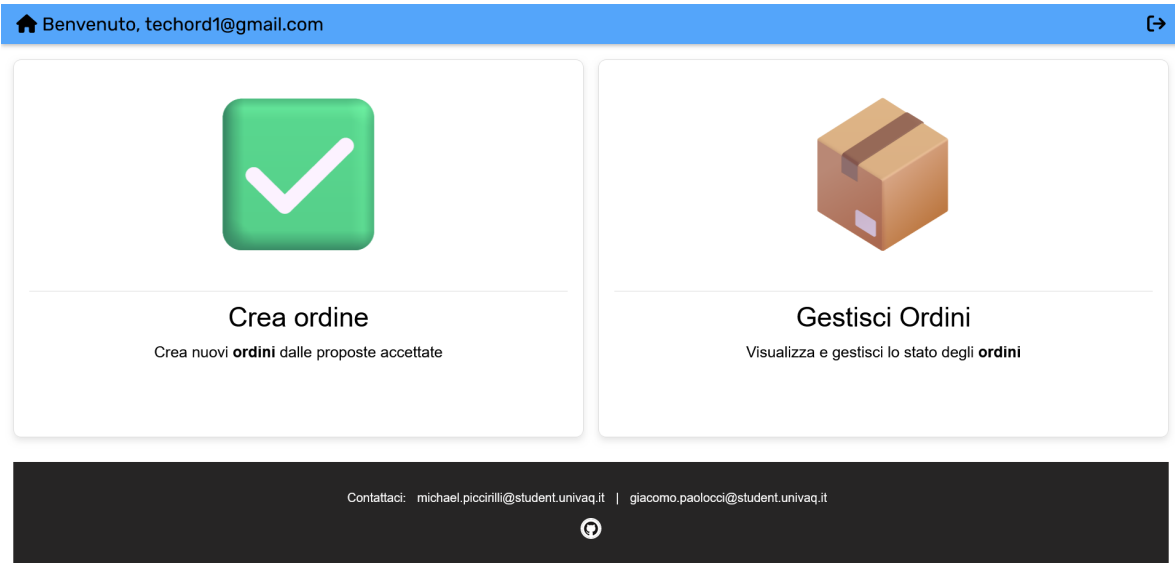 Benvenuto, techord1@gmail.com
Crea ordine
Crea nuovi ordini dalle proposte accettate
Gestisci Ordini
Visualizza e gestisci lo stato degli ordini
Contattaci: michael.piccirilli@student.univaq.it | giacomo.paolocci@student.univaq.it